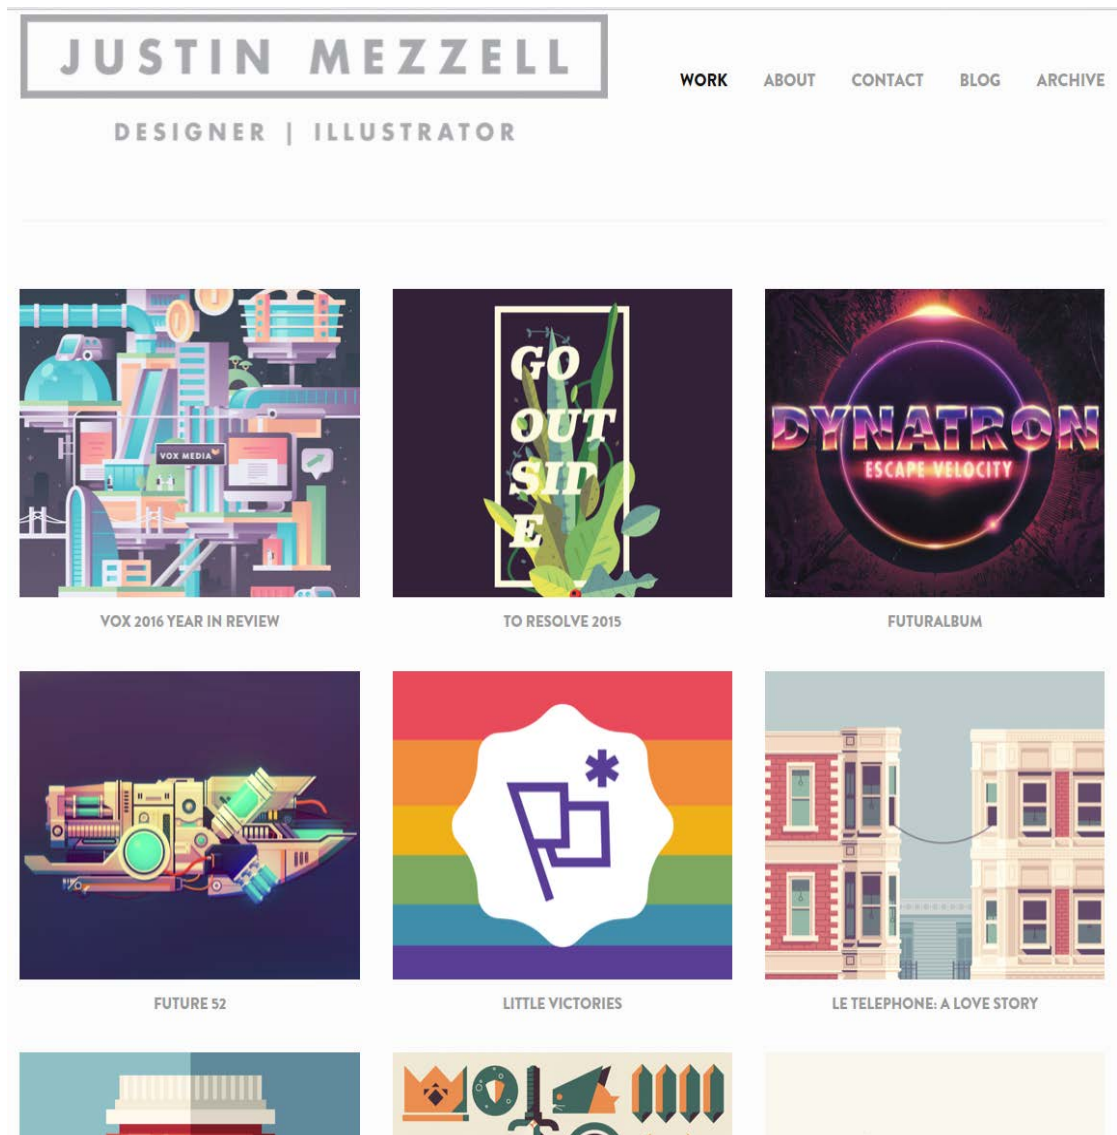 JUSTIN MEZZELL
DESIGNER | ILLUSTRATOR
WORK ABOUT CONTACT BLOG ARCHIVE
VOX MEDIA
GO
OUT
SID
E
DYNATRON
ESCAPE VELOCITY
VOX 2016 YEAR IN REVIEW
TO RESOLVE 2015
FUTURALBUM
FUTURE 52
LITTLE VICTORIES
LE TELEPHONE: A LOVE STORY